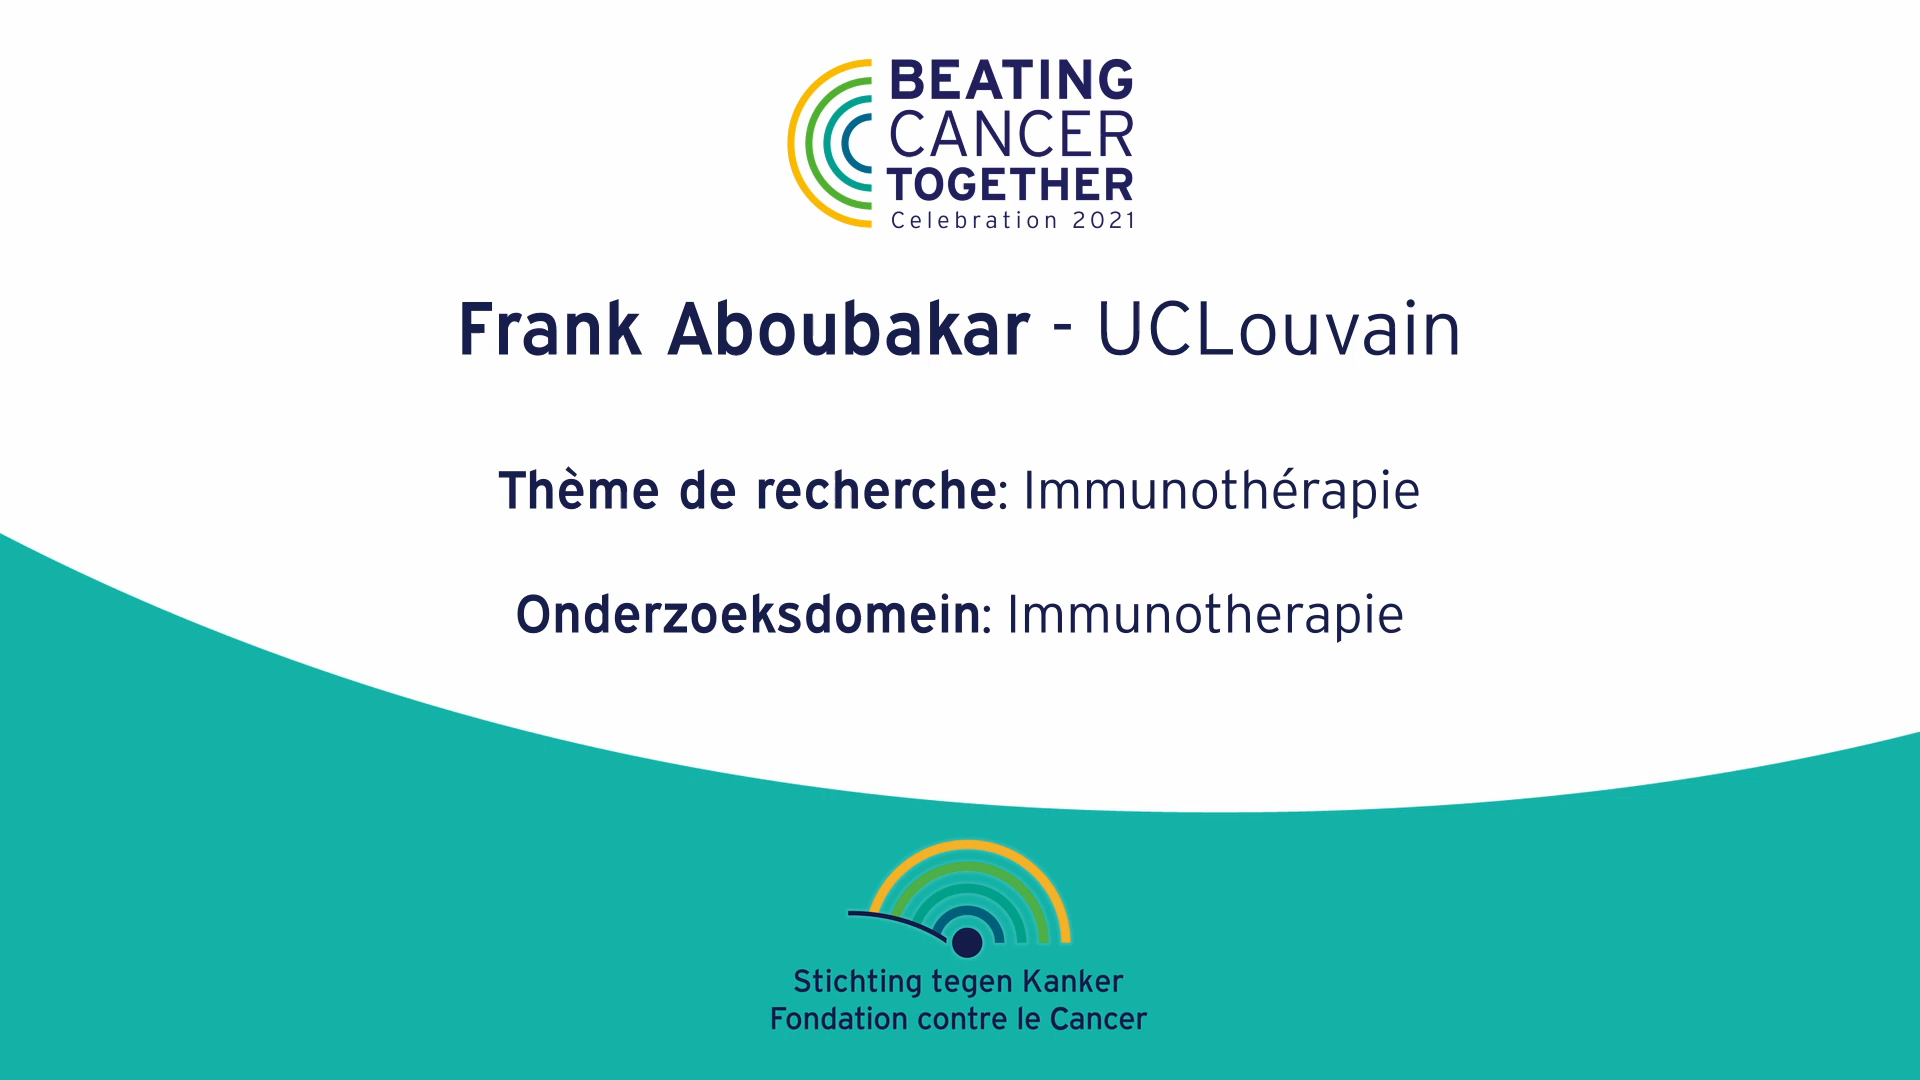 BEATING
CANCER
TOGETHER
Celebration 2021
Frank Aboubakar - UCLouvain
Thème de recherche: Immunothérapie
Onderzoeksdomein: Immunotherapie
Stichting tegen Kanker
Fondation contre le Cancer